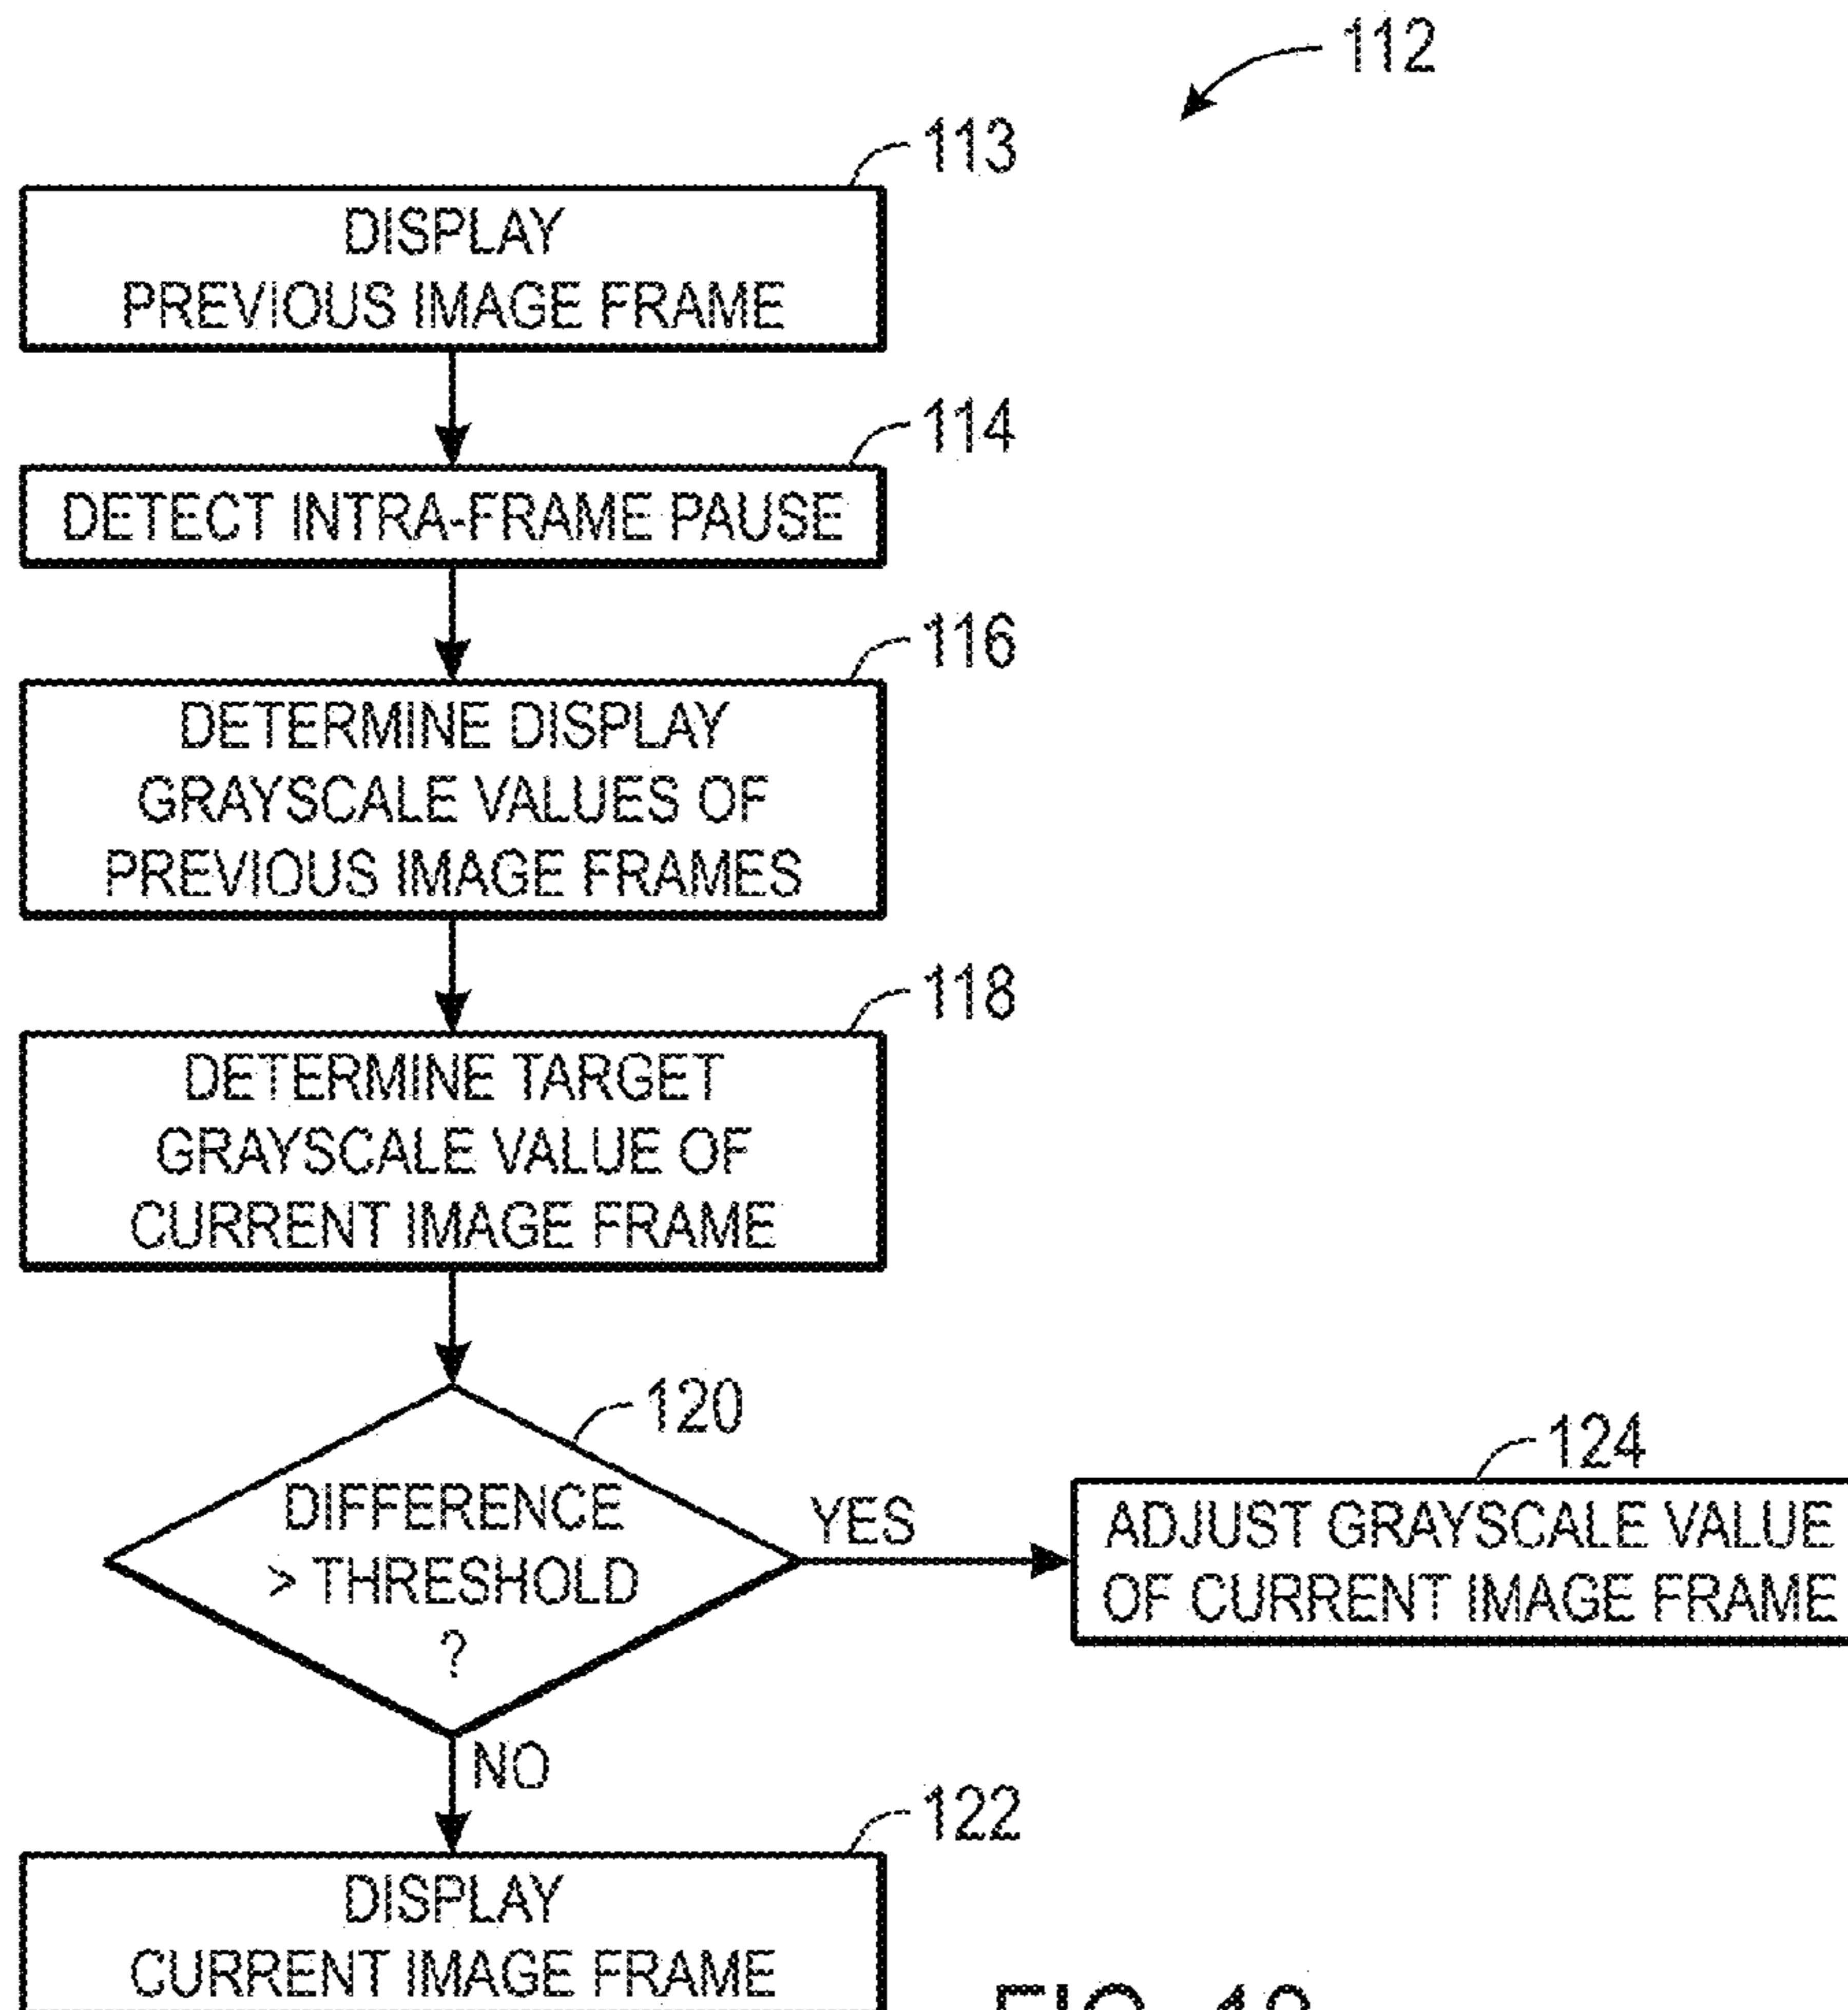 112
113
DISPLAY
PREVIOUS IMAGE FRAME
114
DETECT INTRA-FRAME PAUSE
116
DETERMINE DISPLAY
GRAYSCALE VALUES OF
PREVIOUS IMAGE FRAMES
118
DETERMINE TARGET
GRAYSCALE VALUE OF
CURRENT IMAGE FRAME
120
DIFFERENCE
> THRESHOLD
?
YES
124
ADJUST GRAYSCALE VALUE
OF CURRENT IMAGE FRAME
NO
122
DISPLAY
CURRENT IMAGE FRAME
FIG.